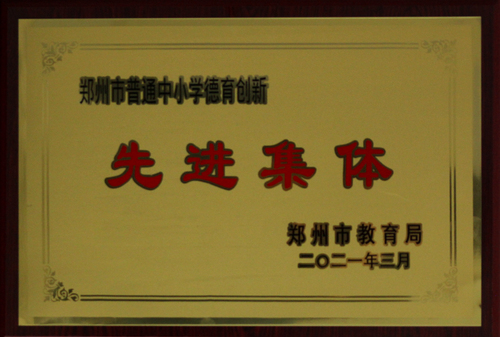 郑州市普通中小学德育创新
先进集体
郑州市教育局
二〇二一年三月